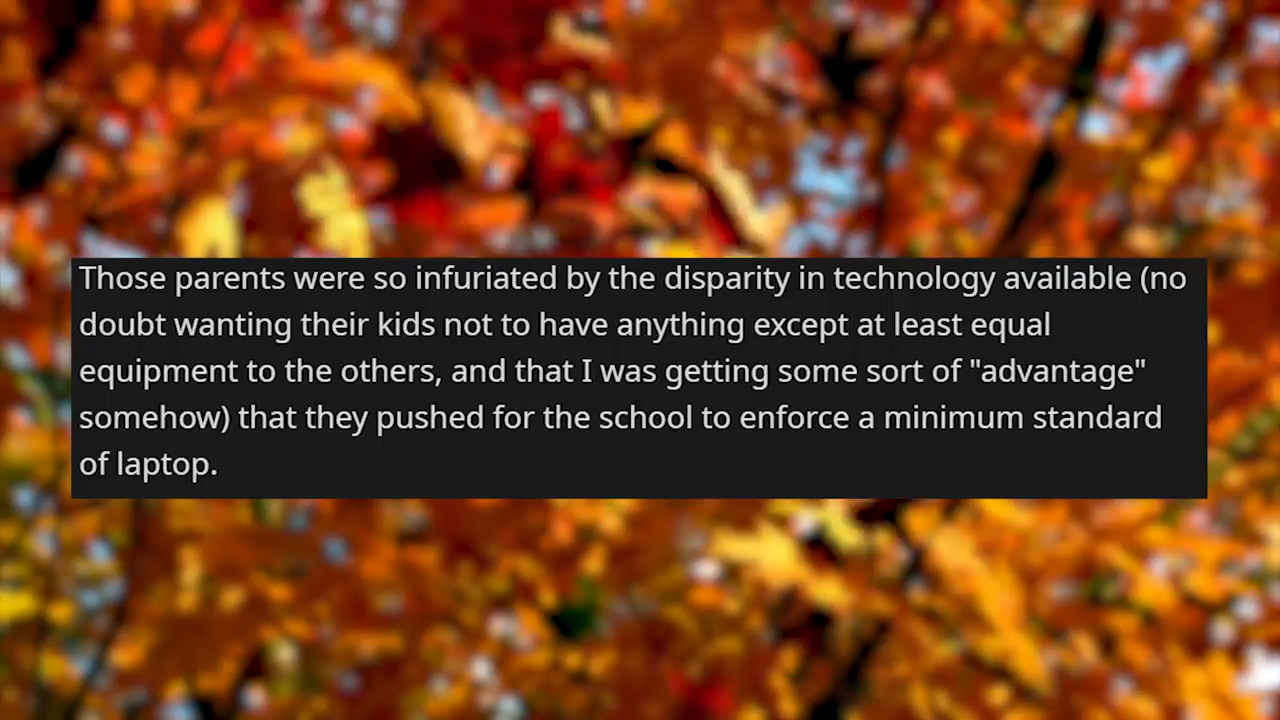 Those parents were so infuriated by the disparity in technology available (no
doubt wanting their kids not to have anything except at least equal
equipment to the others, and that I was getting some sort of "advantage"
somehow) that they pushed for the school to enforce a minimum standard
of laptop.